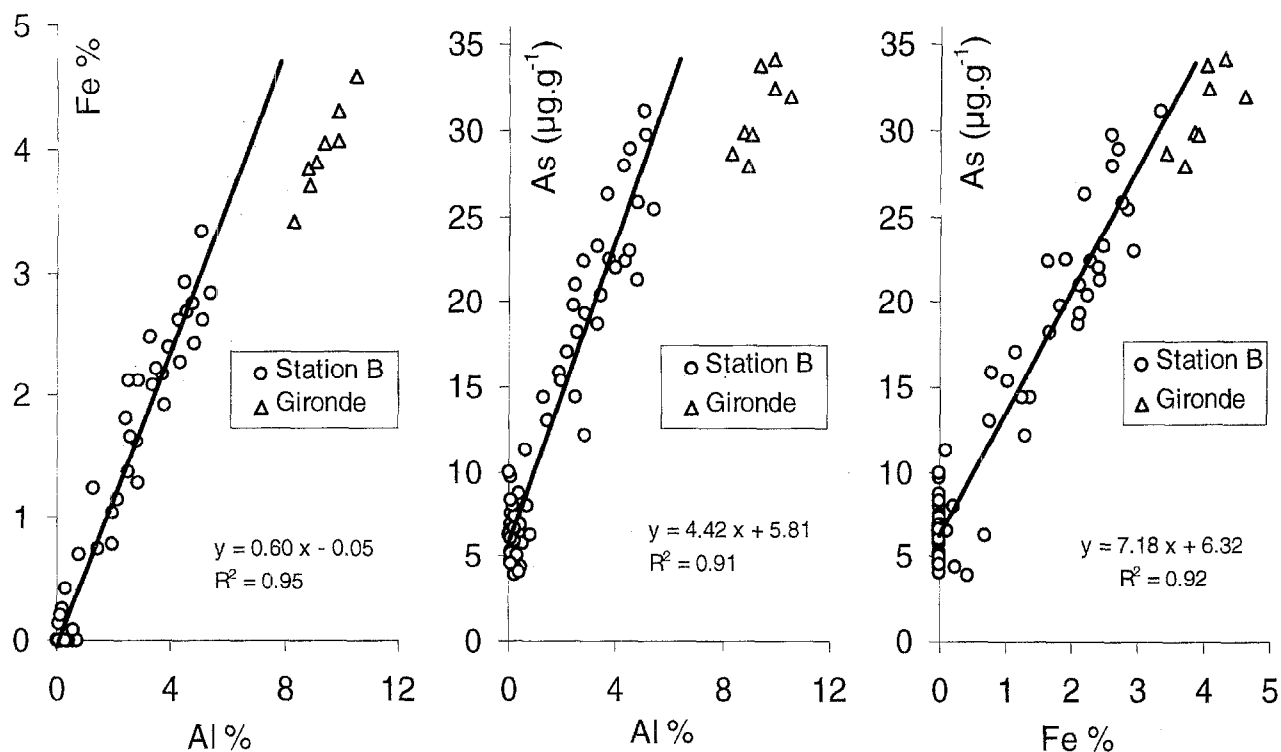 Fe %
5
4
3
2
1
0
0 4 8 12
Al %
○ Station B
△ Gironde
y = 0.60 x - 0.05
R² = 0.95
As (µg.g⁻¹)
35
30
25
20
15
10
5
0
0 4 8 12
Al %
○ Station B
△ Gironde
y = 4.42 x + 5.81
R² = 0.91
As (µg.g⁻¹)
35
30
25
20
15
10
5
0
0 1 2 3 4 5
Fe %
○ Station B
△ Gironde
y = 7.18 x + 6.32
R² = 0.92